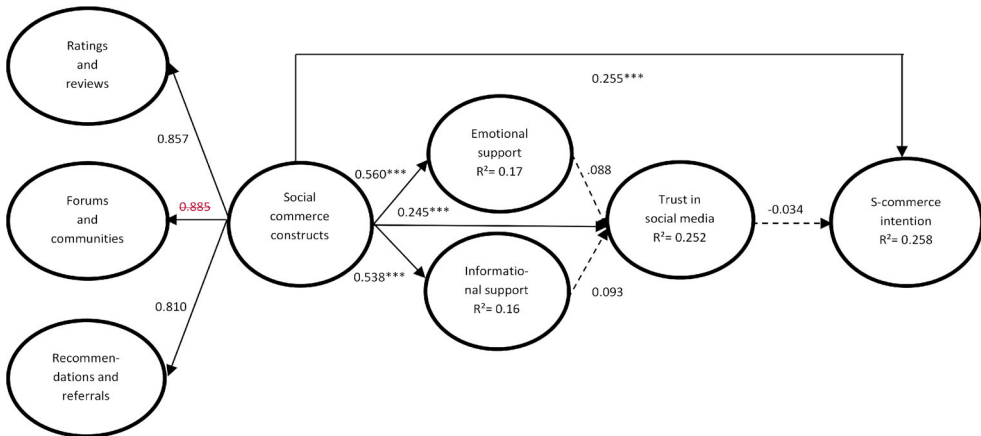 Ratings
and
reviews
0.857
Forums and
communities
0.885
0.810
Recommen-
dations and
referrals
Social
commerce
constructs
0.560***
0.245***
0.538***
Emotional
support
R²= 0.17
Informatio-
nal support
R²= 0.16
.088
0.093
Trust in
social media
R²= 0.252
0.255***
-0.034
S-commerce
intention
R²= 0.258